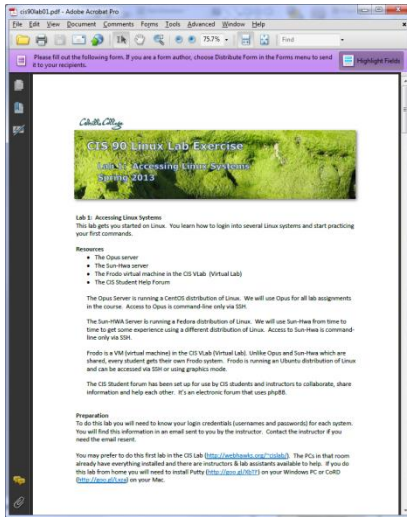 cis90lab01.pdf - Adobe Acrobat Pro
File Edit View Document Comments Forms Tools Advanced Window Help
75.7%
Find
Please fill out the following form. If you are a form author, choose Distribute Form in the Forms menu to send
it to your recipients.
Highlight Fields
Cabrillo College
CIS 90 Linux Lab Exercise
Lab 1: Accessing Linux Systems
Spring 2013
Lab 1: Accessing Linux Systems
This lab gets you started on Linux. You learn how to login into several Linux systems and start practicing
your first commands.
Resources
• The Opus server
• The Sun-Hwa server
• The Frodo virtual machine in the CIS VLab (Virtual Lab)
• The CIS Student Help Forum
The Opus Server is running a CentOS distribution of Linux. We will use Opus for all lab assignments
in the course. Access to Opus is command-line only via SSH.
The Sun-HWA Server is running a Fedora distribution of Linux. We will use Sun-Hwa from time to
time to get some experience using a different distribution of Linux. Access to Sun-Hwa is command-
line only via SSH.
Frodo is a VM (virtual machine) in the CIS VLab (Virtual Lab). Unlike Opus and Sun-Hwa which are
shared, every student gets their own Frodo system. Frodo is running an Ubuntu distribution of Linux
and can be accessed via SSH or using graphics mode.
The CIS Student forum has been set up for use by CIS students and instructors to collaborate, share
information and help each other. It's an electronic forum that uses phpBB.
Preparation
To do this lab you will need to know your login credentials (usernames and passwords) for each system.
You will find this information in an email sent to you by the instructor. Contact the instructor if you
need the email resent.
You may prefer to do this first lab in the CIS Lab (http://webhawks.org/~cislab/). The PCs in that room
already have everything installed and there are instructors & lab assistants available to help. If you do
this lab from home you will need to install Putty on your Windows PC or CoRD
on your Mac.